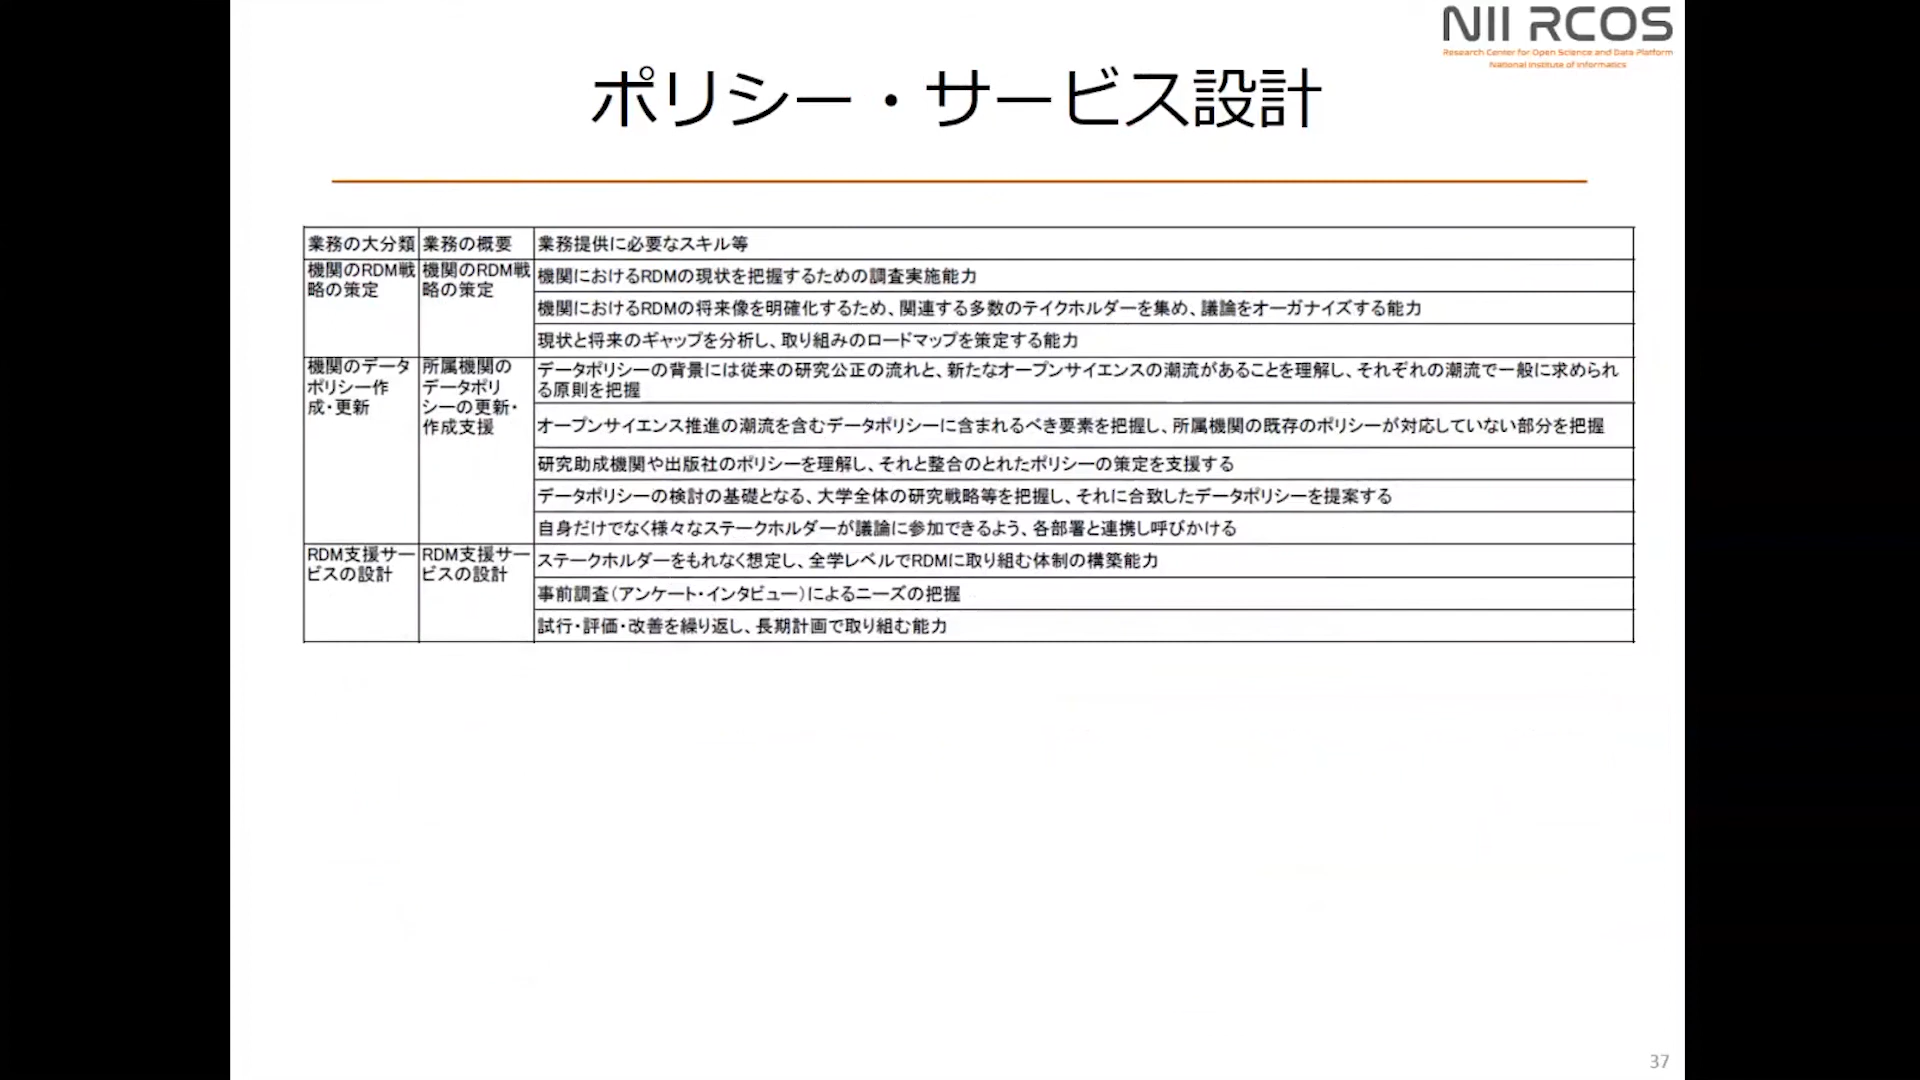 NII RCOS
Research Center for Open Science and Data Platform
National Institute of Informatics
ポリシー・サービス設計
業務の大分類 業務の概要 業務提供に必要なスキル等
機関のRDM戦
略の策定
機関のRDM戦
略の策定
機関におけるRDMの現状を把握するための調査実施能力
機関におけるRDMの将来像を明確化するため、関連する多数のテイクホルダーを集め、議論をオーガナイズする能力
現状と将来のギャップを分析し、取り組みのロードマップを策定する能力
機関のデータ
ポリシー作
成・更新
所属機関の
データポリ
シーの更新・
作成支援
データポリシーの背景には従来の研究公正の流れと、新たなオープンサイエンスの潮流があることを理解し、それぞれの潮流で一般に求められ
る原則を把握
オープンサイエンス推進の潮流を含むデータポリシーに含まれるべき要素を把握し、所属機関の既存のポリシーが対応していない部分を把握
研究助成機関や出版社のポリシーを理解し、それと整合のとれたポリシーの策定を支援する
データポリシーの検討の基礎となる、大学全体の研究戦略等を把握し、それに合致したデータポリシーを提案する
自身だけでなく様々なステークホルダーが議論に参加できるよう、各部署と連携し呼びかける
RDM支援サー
ビスの設計
RDM支援サー
ビスの設計
ステークホルダーをもれなく想定し、全学レベルでRDMに取り組む体制の構築能力
事前調査（アンケート・インタビュー）によるニーズの把握
試行・評価・改善を繰り返し、長期計画で取り組む能力
37